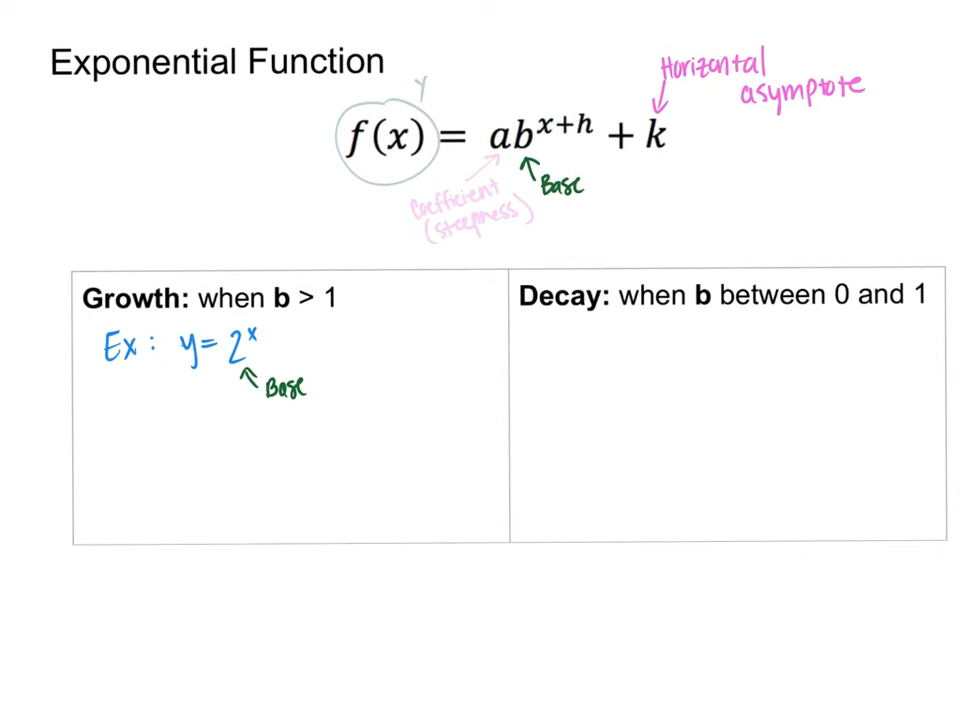 Exponential Function
Horizontal
asymptote
y
f(x) = ab^{x+h} + k
Base
Coefficient
(steepness)
Growth: when b > 1
Decay: when b between 0 and 1
Ex: y = 2^x
Base